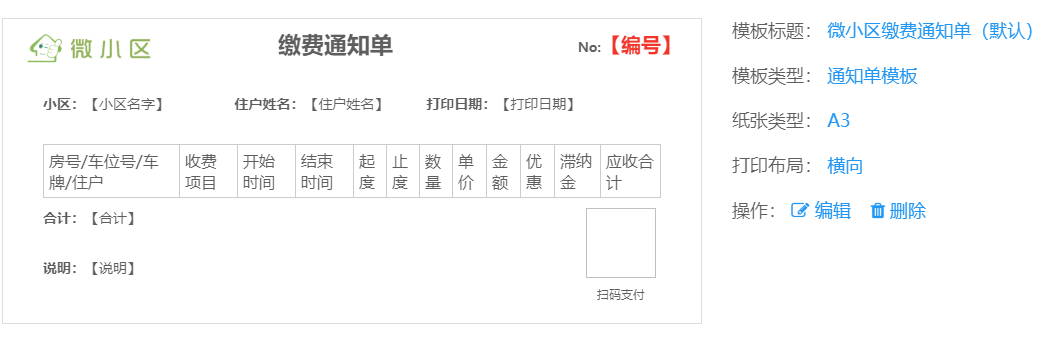 微小区
缴费通知单
No:【编号】
小区：【小区名字】 住户姓名：【住户姓名】 打印日期：【打印日期】
房号/车位号/车牌/住户 收费项目 开始时间 结束时间 起度 止度 数量 单价 金额 优惠 滞纳金 应收合计
合计：【合计】
说明：【说明】
扫码支付
模板标题： 微小区缴费通知单（默认）
模板类型： 通知单模板
纸张类型： A3
打印布局： 横向
操作： 编辑 删除